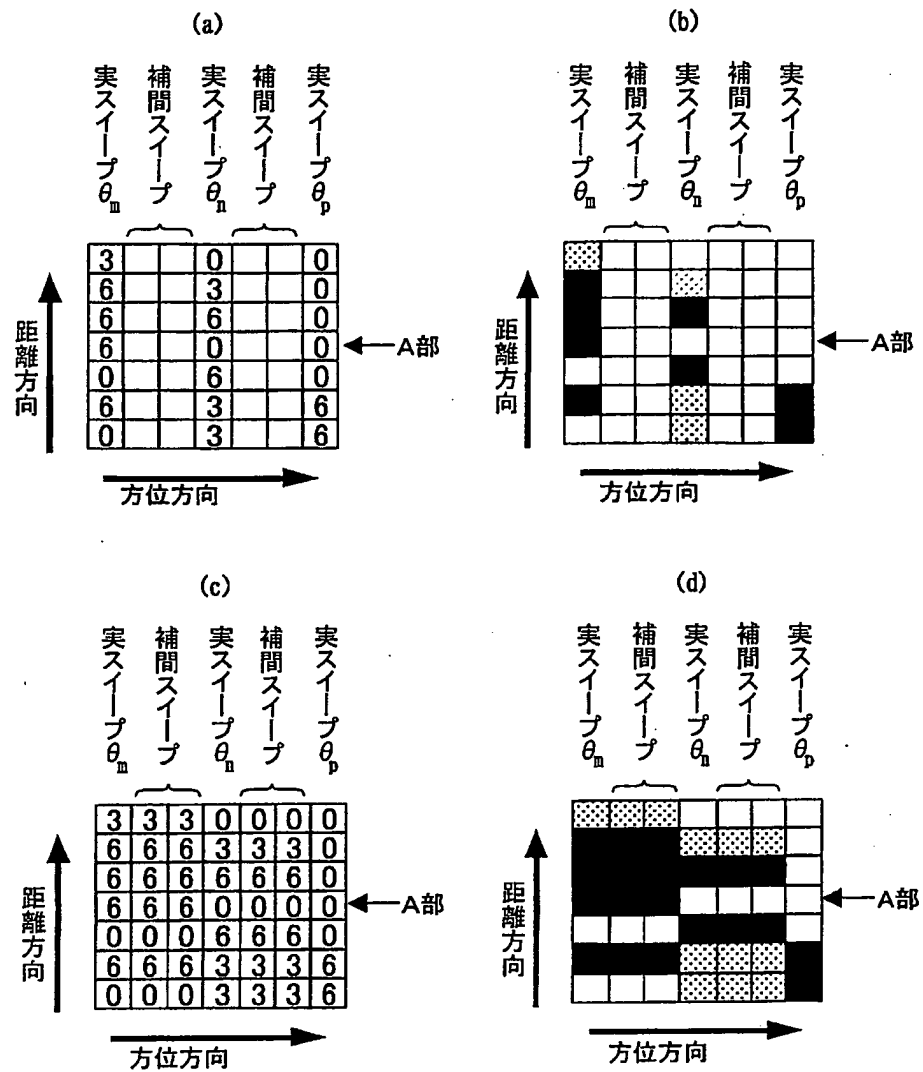 (a)
実スイープθm
補間スイープ
実スイープθn
補間スイープ
実スイープθp
3 0 0
6 3 0
6 6 0
6 0 0
0 6 0
6 3 6
0 3 6
距離方向
A部
方位方向
(b)
実スイープθm
補間スイープ
実スイープθn
補間スイープ
実スイープθp
距離方向
A部
方位方向
(c)
実スイープθm
補間スイープ
実スイープθn
補間スイープ
実スイープθp
3 3 3 0 0 0 0
6 6 6 3 3 3 0
6 6 6 6 6 6 0
6 6 6 0 0 0 0
0 0 0 6 6 6 0
6 6 6 3 3 3 6
0 0 0 3 3 3 6
距離方向
A部
方位方向
(d)
実スイープθm
補間スイープ
実スイープθn
補間スイープ
実スイープθp
距離方向
A部
方位方向